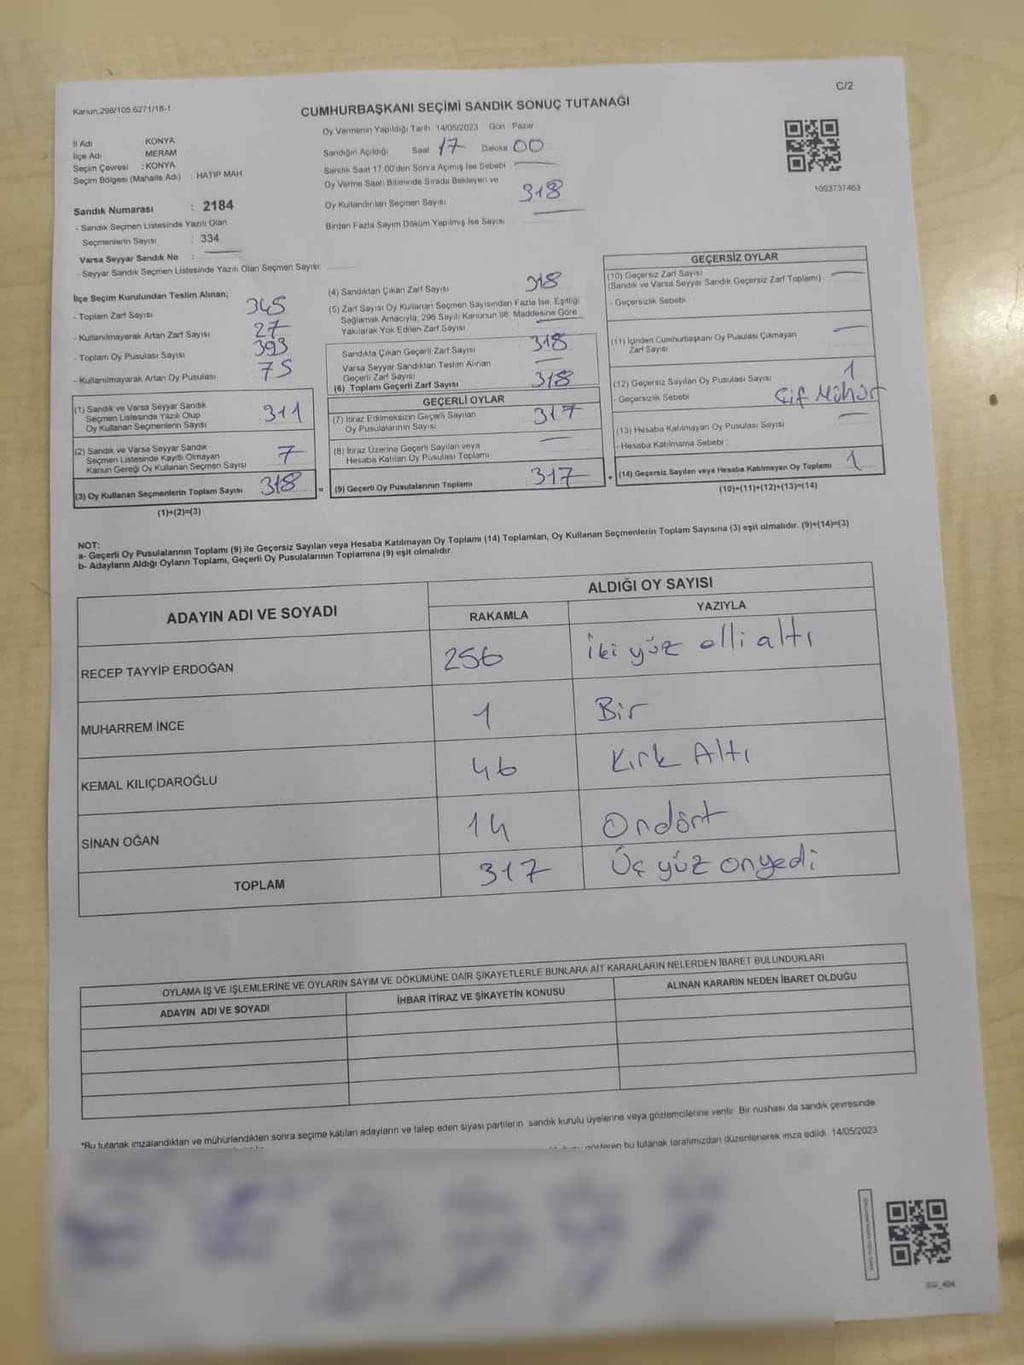 C/2
Kanun,298/105,6271/18-1
CUMHURBAŞKANI SEÇİMİ SANDIK SONUÇ TUTANAĞI
Oy Vermenin Yapıldığı Tarih 14/05/2023 Gün Pazar
İl Adı KONYA
İlçe Adı MERAM
Seçim Çevresi : KONYA
Seçim Bölgesi (Mahalle Adı) : HATIP MAH
Sandığın Açıldığı Saat 17 Dakika 00
Sandık Saat 17.00'den Sonra Açılmış İse Sebebi
Oy Verme Saati Bitiminde Sırada Bekleyen ve
Oy Kullandırılan Seçmen Sayısı 318
Birden Fazla Sayım Döküm Yapılmış İse Sayısı
1093737463
Sandık Numarası : 2184
- Sandık Seçmen Listesinde Yazılı Olan
Seçmenlerin Sayısı : 334
Varsa Seyyar Sandık No :
- Seyyar Sandık Seçmen Listesinde Yazılı Olan Seçmen Sayısı:
İlçe Seçim Kurulundan Teslim Alınan;
- Toplam Zarf Sayısı 345
- Kullanılmayarak Artan Zarf Sayısı 27
- Toplam Oy Pusulası Sayısı 393
- Kullanılmayarak Artan Oy Pusulası 75
(1) Sandık ve Varsa Seyyar Sandık
Seçmen Listesinde Yazılı Olup
Oy Kullanan Seçmenlerin Sayısı 311
(2) Sandık ve Varsa Seyyar Sandık
Seçmen Listesinde Kayıtlı Olmayan
Kanun Gereği Oy Kullanan Seçmen Sayısı 7
(3) Oy Kullanan Seçmenlerin Toplam Sayısı 318
(1)+(2)=(3)
(4) Sandıktan Çıkan Zarf Sayısı 318
(5) Zarf Sayısı Oy Kullanan Seçmen Sayısından Fazla İse, Eşitliği
Sağlamak Amacıyla, 298 Sayılı Kanunun 98. Maddesine Göre
Yakılarak Yok Edilen Zarf Sayısı
Sandıkta Çıkan Geçerli Zarf Sayısı 318
Varsa Seyyar Sandıktan Teslim Alınan
Geçerli Zarf Sayısı
(6) Toplam Geçerli Zarf Sayısı 318
GEÇERLİ OYLAR
(7) İtiraz Edilmeksizin Geçerli Sayılan
Oy Pusulalarının Sayısı 317
(8) İtiraz Üzerine Geçerli Sayılan veya
Hesaba Katılan Oy Pusulası Toplamı
= (9) Geçerli Oy Pusulalarının Toplamı 317
GEÇERSİZ OYLAR
(10) Geçersiz Zarf Sayısı
(Sandık ve Varsa Seyyar Sandık Geçersiz Zarf Toplamı)
- Geçersizlik Sebebi
(11) İçinden Cumhurbaşkanı Oy Pusulası Çıkmayan
Zarf Sayısı
(12) Geçersiz Sayılan Oy Pusulası Sayısı 1
- Geçersizlik Sebebi Çif Mühür
(13) Hesaba Katılmayan Oy Pusulası Sayısı
- Hesaba Katılmama Sebebi :
+ (14) Geçersiz Sayılan veya Hesaba Katılmayan Oy Toplamı 1
(10)+(11)+(12)+(13)=(14)
NOT:
a- Geçerli Oy Pusulalarının Toplamı (9) ile Geçersiz Sayılan veya Hesaba Katılmayan Oy Toplamı (14) Toplamları, Oy Kullanan Seçmenlerin Toplam Sayısına (3) eşit olmalıdır. (9)+(14)=(3)
b- Adayların Aldığı Oyların Toplamı, Geçerli Oy Pusulalarının Toplamına (9) eşit olmalıdır.
ADAYIN ADI VE SOYADI ALDIĞI OY SAYISI
RAKAMLA YAZIYLA
RECEP TAYYİP ERDOĞAN 256 İki yüz elli altı
MUHARREM İNCE 1 Bir
KEMAL KILIÇDAROĞLU 46 Kırk Altı
SİNAN OĞAN 14 Ondört
TOPLAM 317 Üç yüz onyedi
OYLAMA İŞ VE İŞLEMLERİNE VE OYLARIN SAYIM VE DÖKÜMÜNE DAİR ŞİKAYETLERLE BUNLARA AİT KARARLARIN NELERDEN İBARET BULUNDUKLARI
ADAYIN ADI VE SOYADI İHBAR İTİRAZ VE ŞİKAYETİN KONUSU ALINAN KARARIN NEDEN İBARET OLDUĞU
*Bu tutanak imzalandıktan ve mühürlendikten sonra seçime katılan adayların ve talep eden siyasi partilerin sandık kurulu üyelerine veya gözlemcilerine verilir. Bir nüshası da sandık çevresinde
gösteren bu tutanak tarafımızdan düzenlenerek imza edildi. 14/05/2023